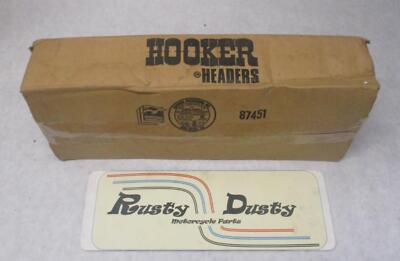 HOOKER
HEADERS
87451
Rusty Dusty
Motorcycle Parts